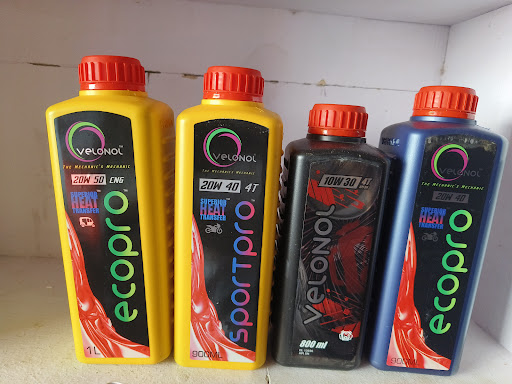 VELONOL
THE MECHANIC'S MECHANIC
20W 50 CNG
SUPERIOR
HEAT
TRANSFER
ecopro
1L
VELONOL
THE MECHANIC'S MECHANIC
20W 40 4T
SUPERIOR
HEAT
TRANSFER
sportpro
900ML
10W 30
VELONOL
800 ml
VELONOL
THE MECHANIC'S MECHANIC
20W 40
SUPERIOR
HEAT
TRANSFER
ecopro
900ML